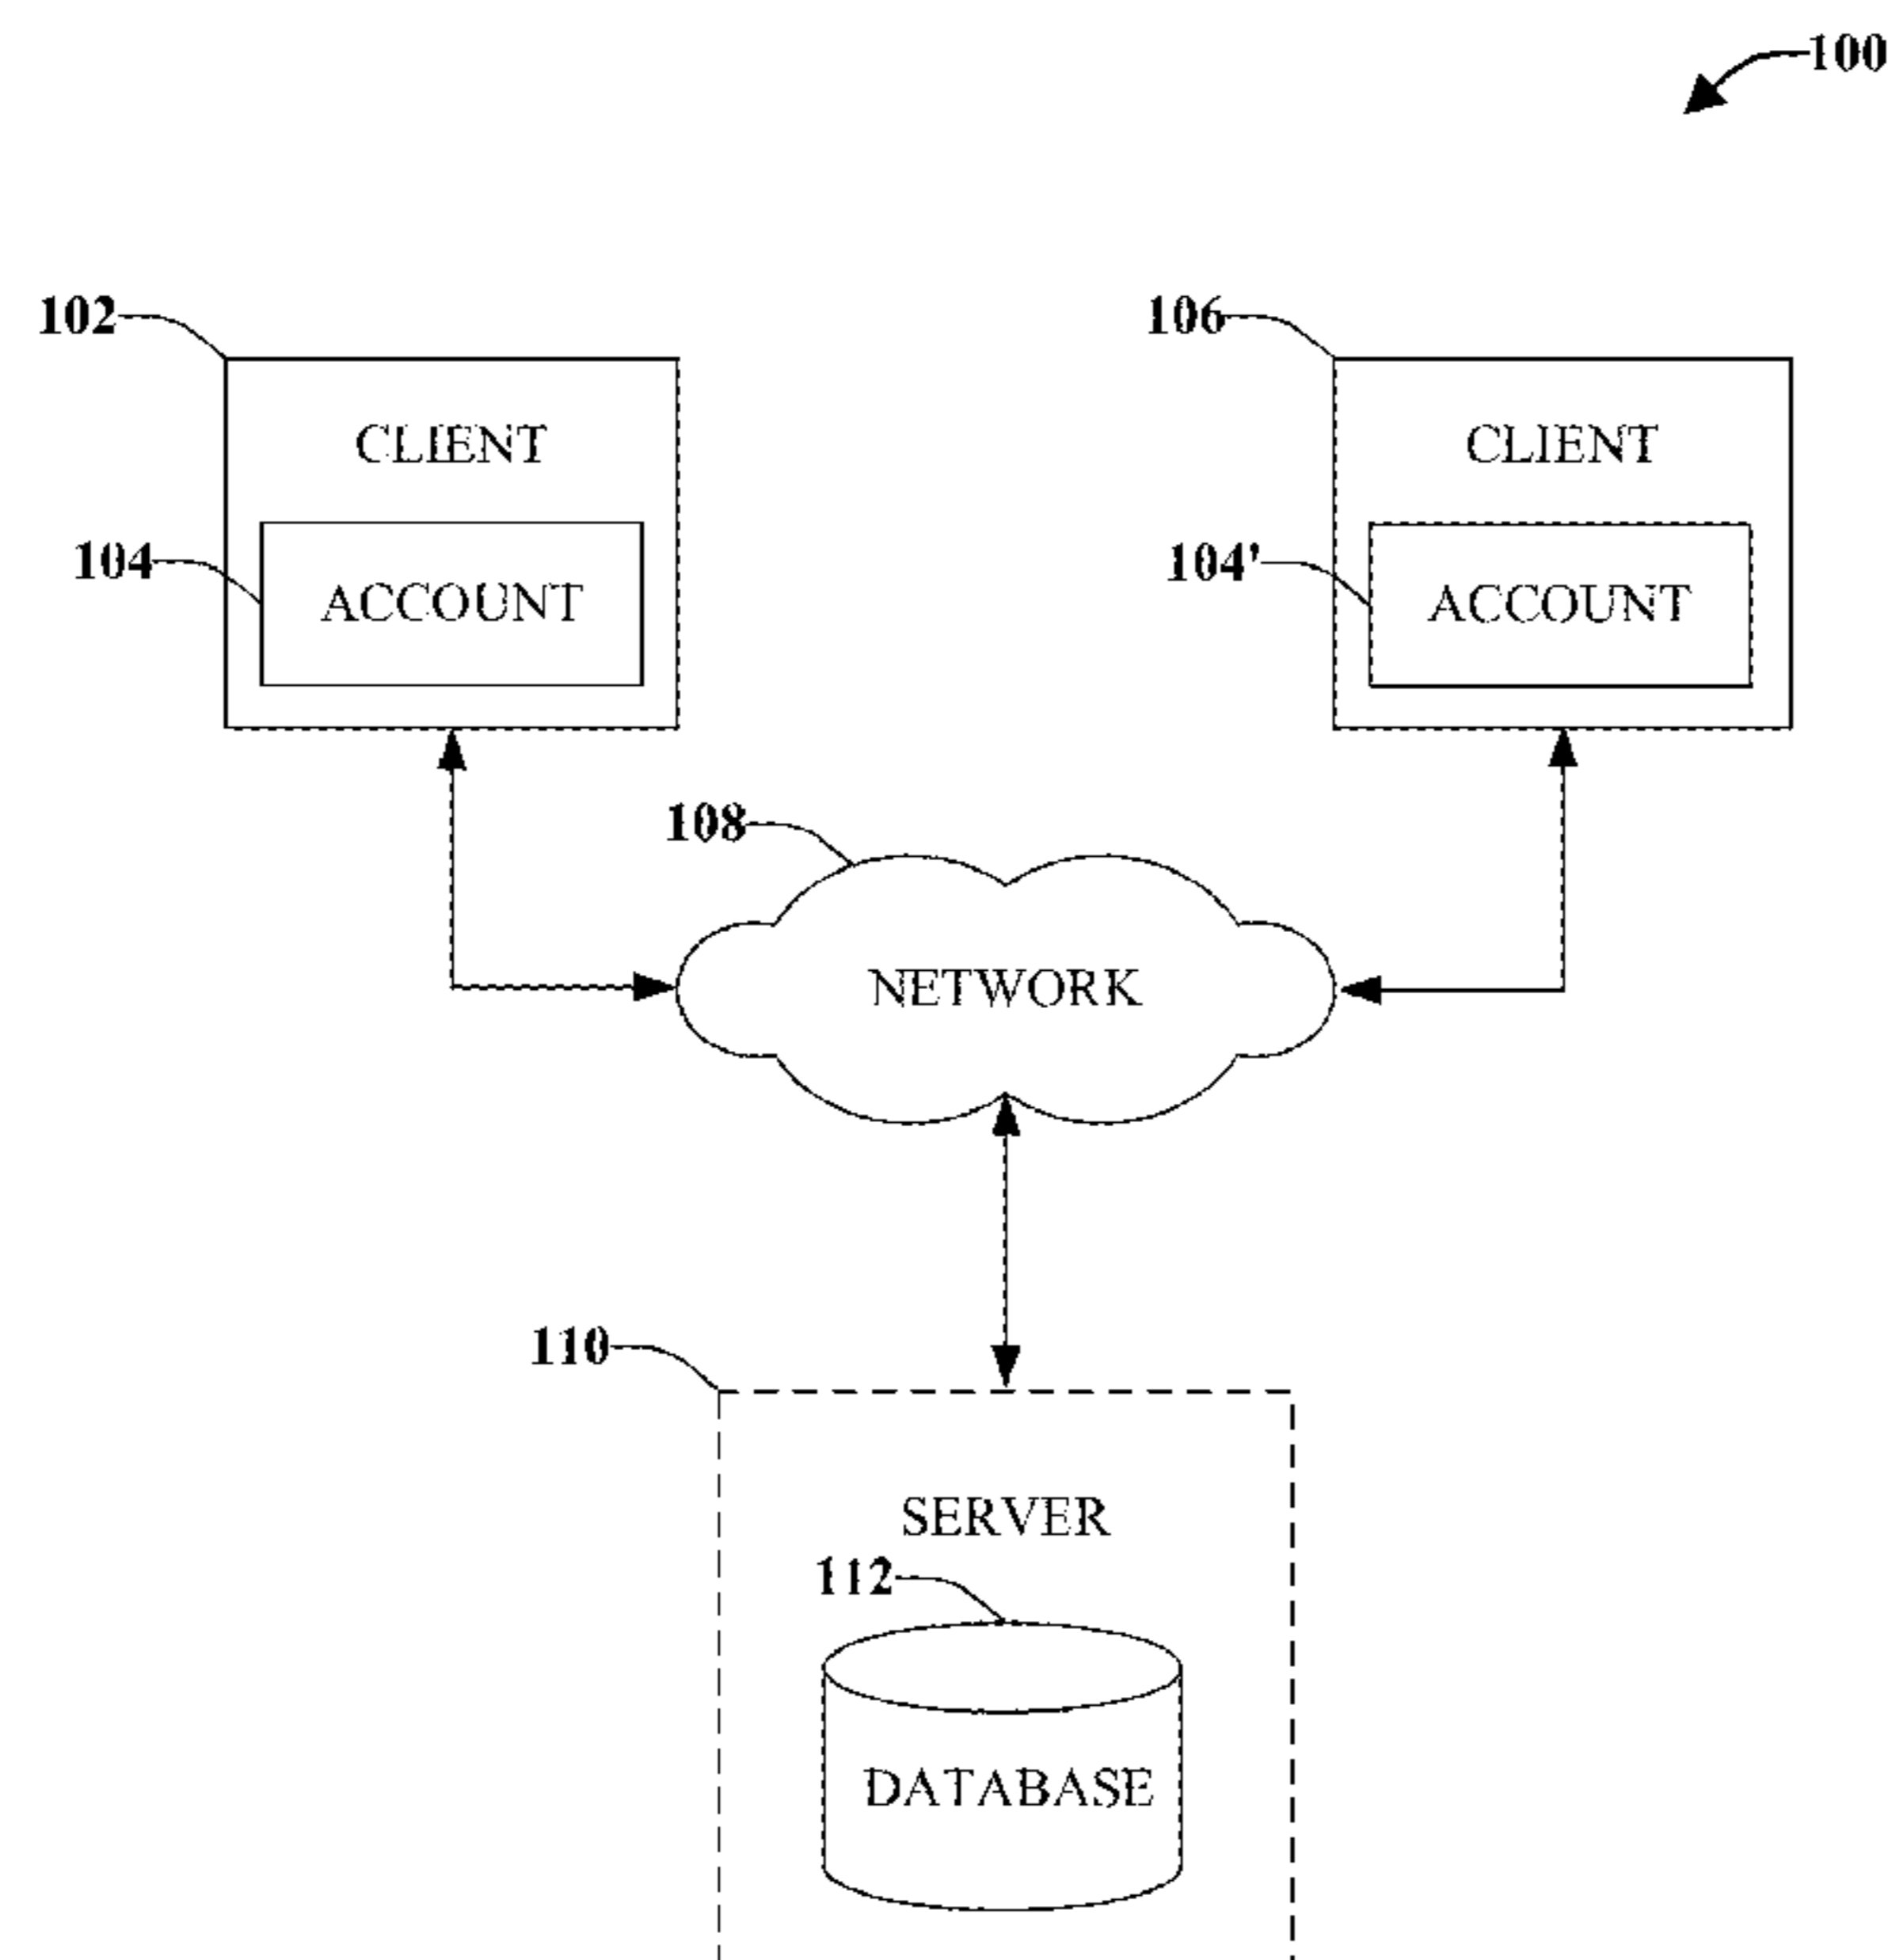 100
102
106
CLIENT
CLIENT
104
ACCOUNT
104'
ACCOUNT
108
NETWORK
110
SERVER
112
DATABASE